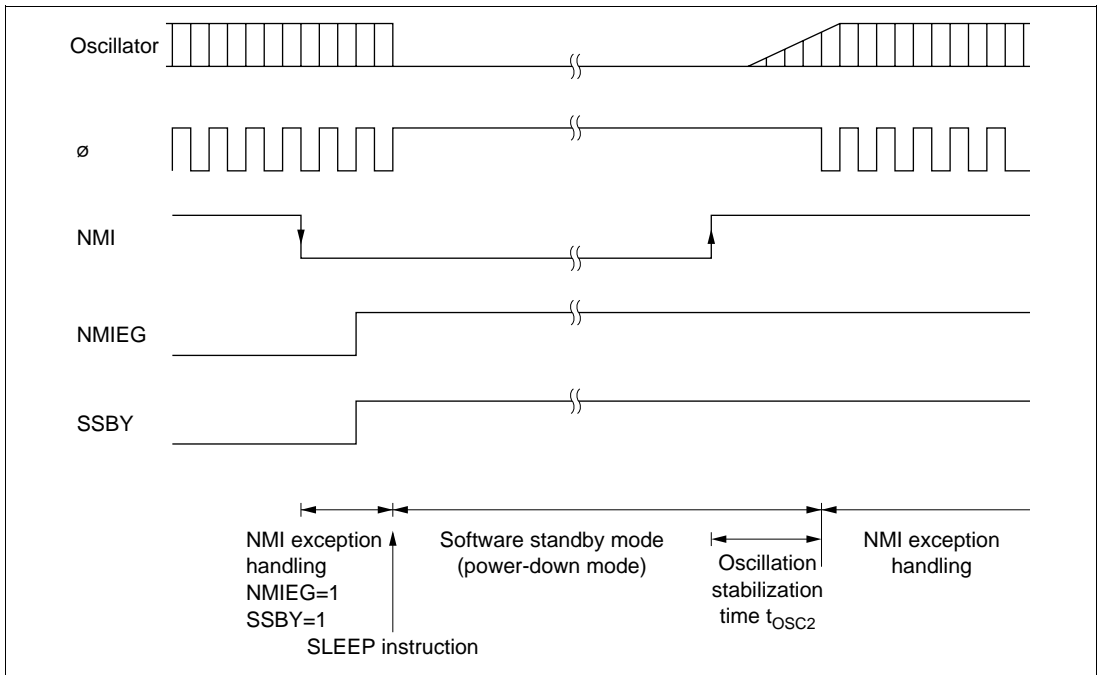 Oscillator
ø
NMI
NMIEG
SSBY
NMI exception
handling
NMIEG=1
SSBY=1
SLEEP instruction
Software standby mode
(power-down mode)
Oscillation
stabilization
time tOSC2
NMI exception
handling